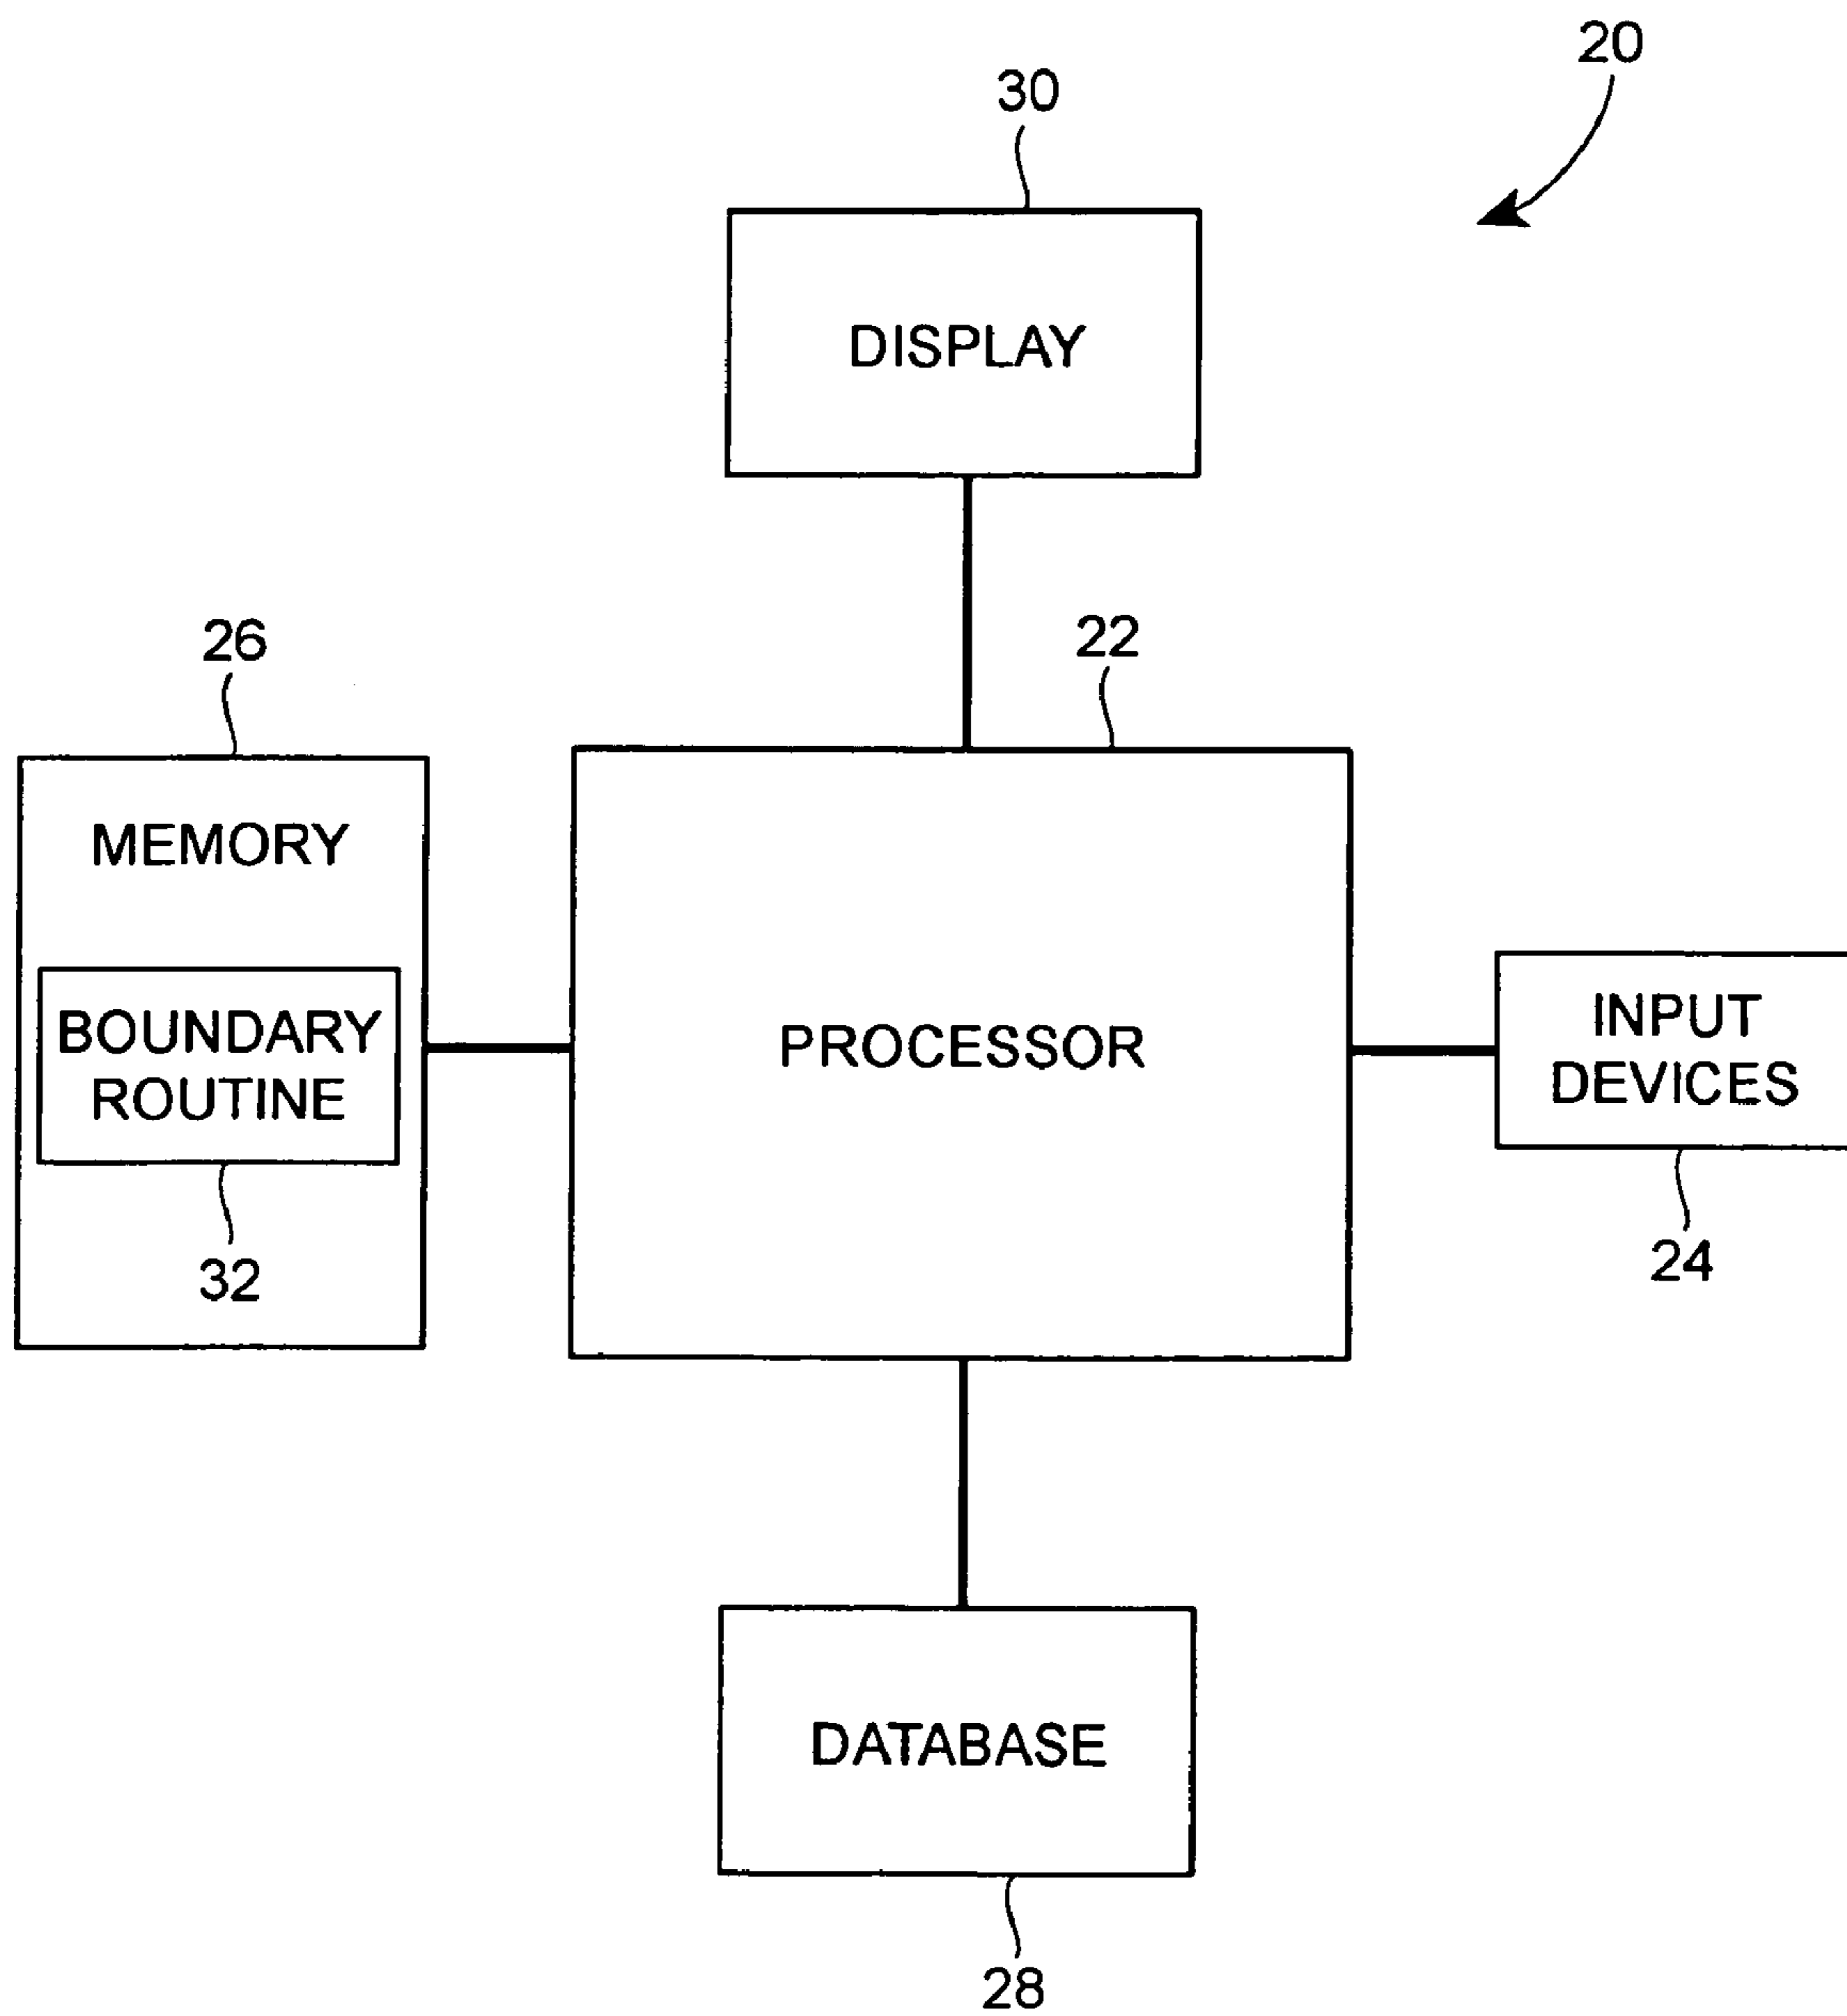 20
30
DISPLAY
26
22
MEMORY
BOUNDARY
ROUTINE
PROCESSOR
INPUT
DEVICES
32
24
DATABASE
28